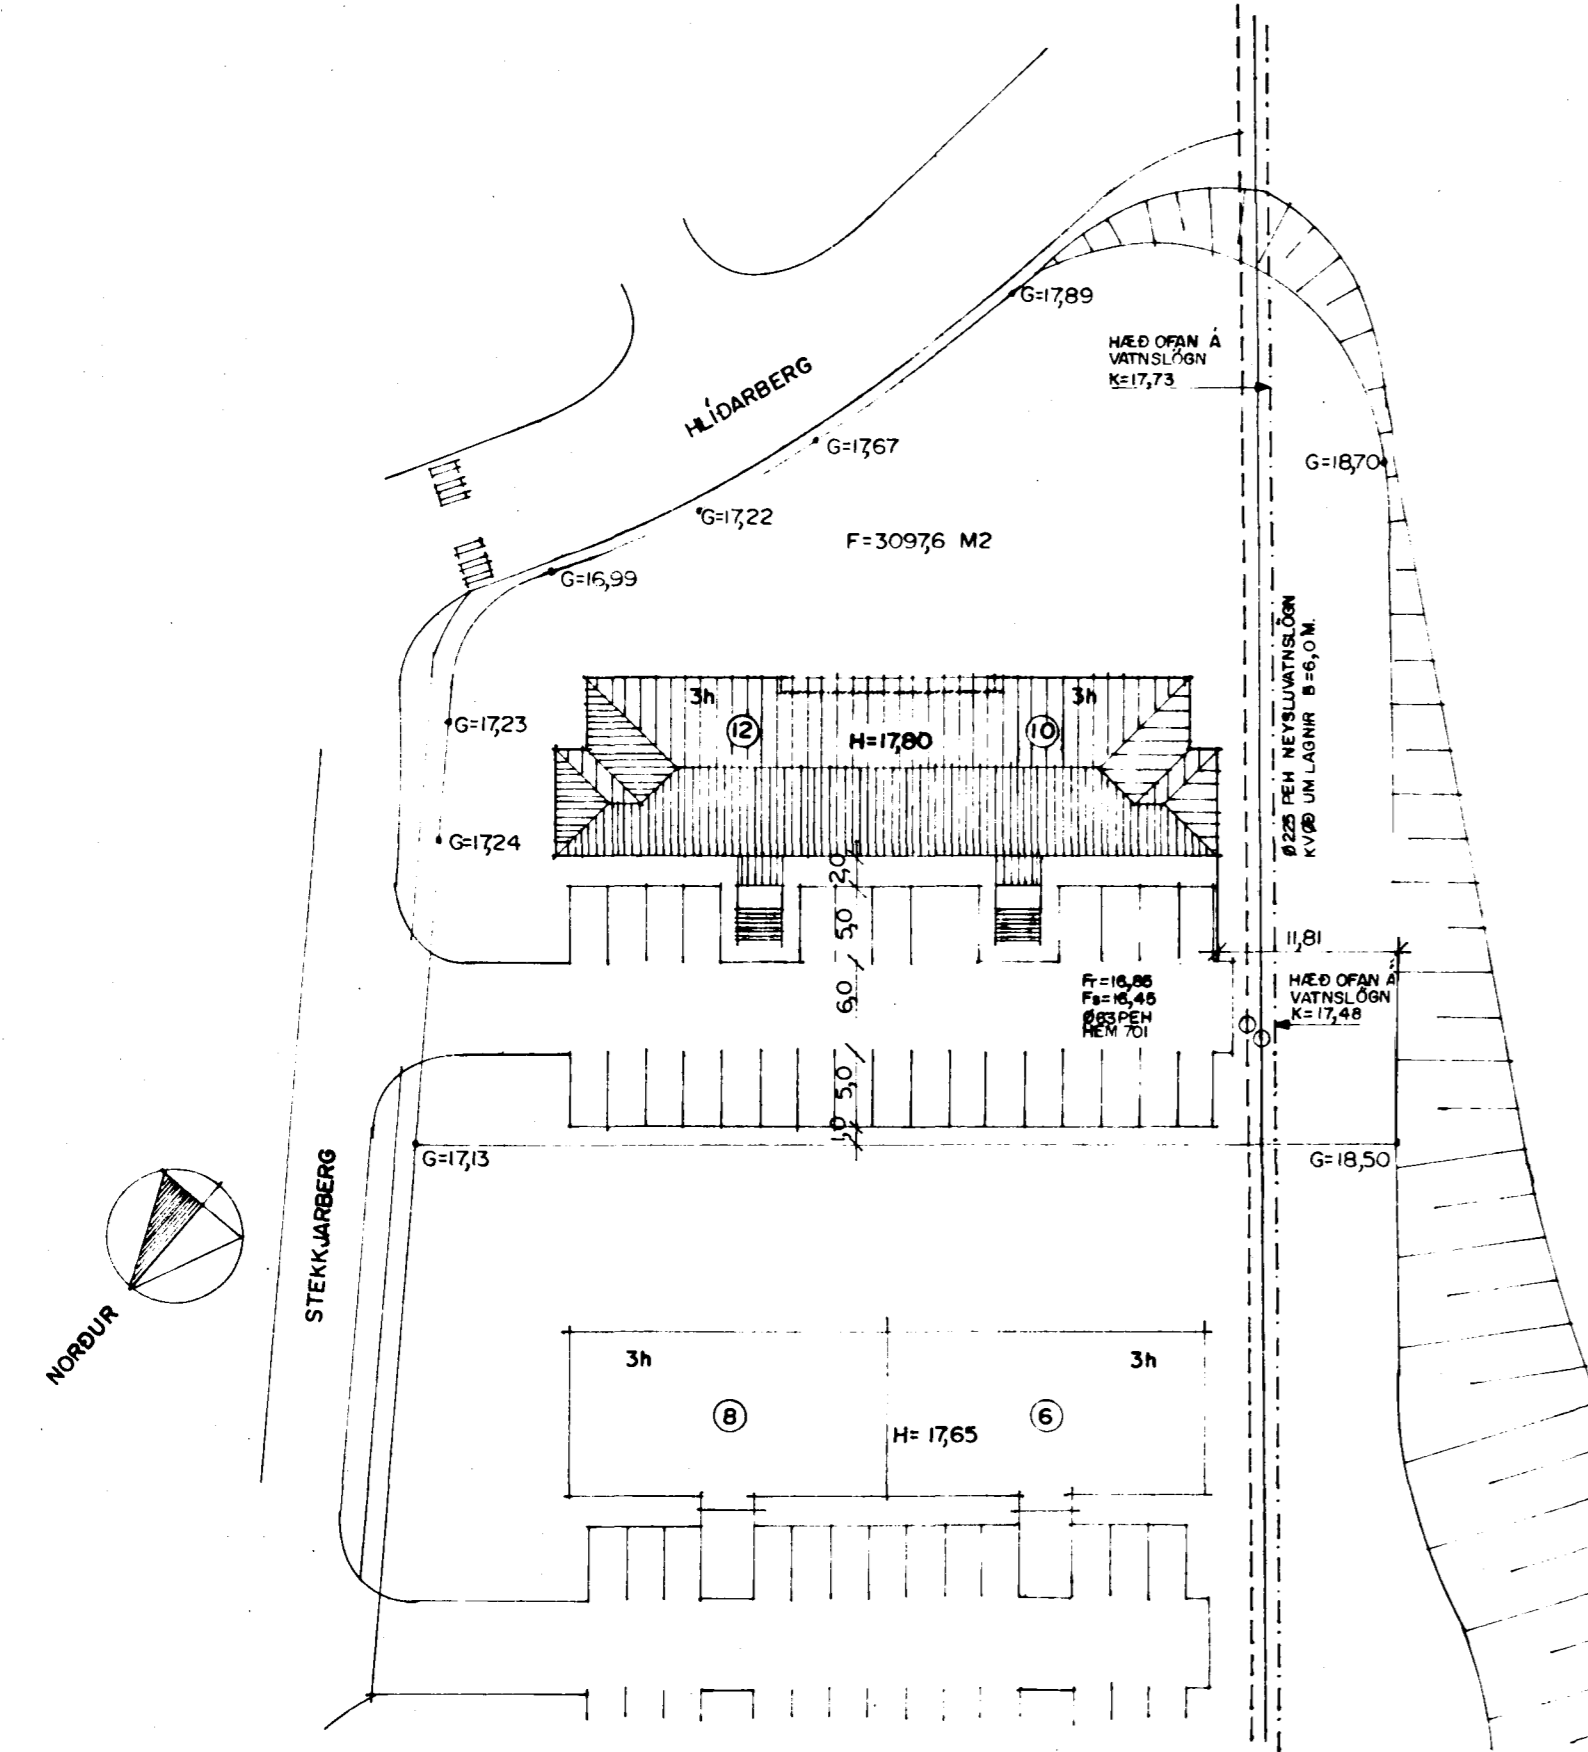 G=17,89
HÆÐ OFAN Á
VATNSLÖGN
K=17,73
HLÍÐARBERG
G=17,67
G=18,70
G=17,22
F=3097,6 M2
G=16,99
Ø225 PEH NEYSLUVATNSLÖGN
KVÖÐ UM LAGNIR B=6,0 M.
3h
3h
12
H=17,80
10
G=17,23
G=17,24
2,0
5,0
6,0
5,0
1,0
11,81
Fr=16,86
Fs=16,45
Ø63 PEH
HEM 701
HÆÐ OFAN Á
VATNSLÖGN
K=17,48
G=17,13
G=18,50
STEKKJARBERG
NORÐUR
3h
3h
8
6
H=17,65